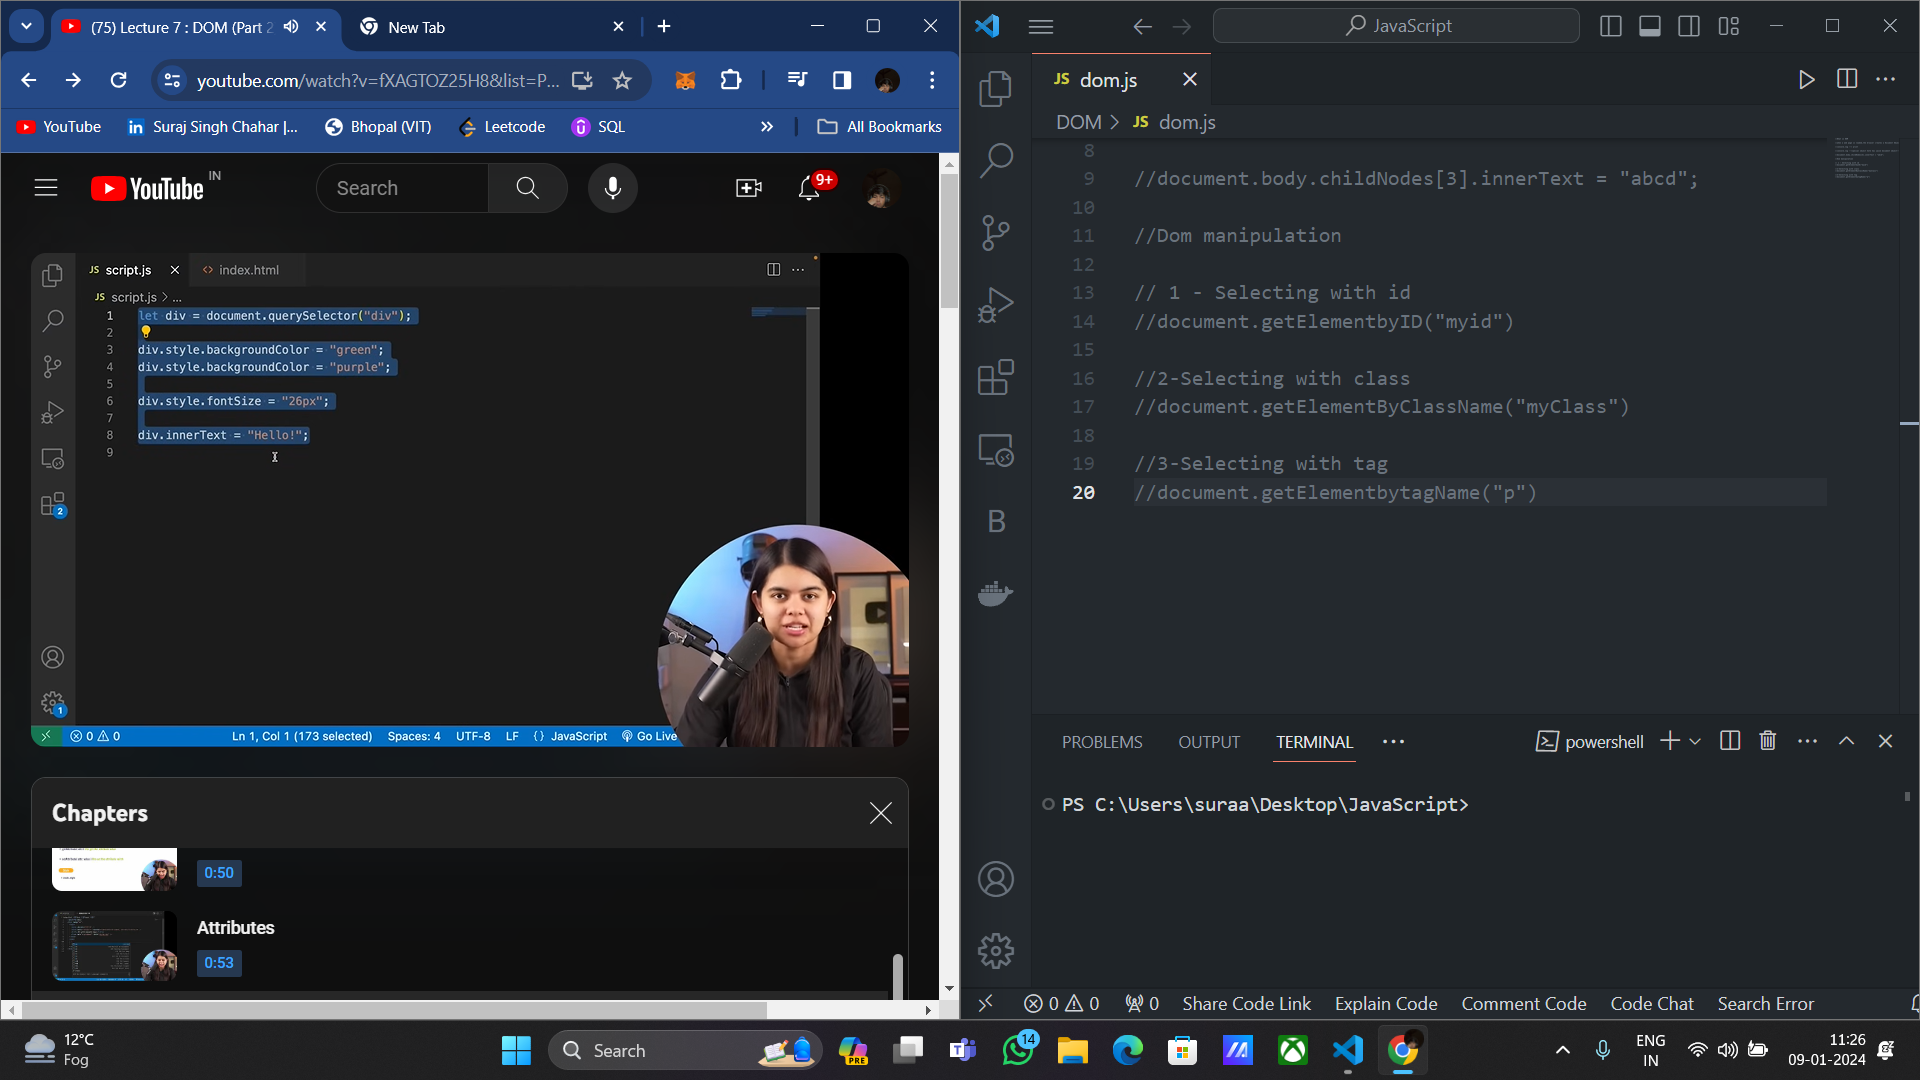 (75) Lecture 7 : DOM (Part 2
New Tab
youtube.com/watch?v=fXAGTOZ25H8&list=P...
YouTube
Suraj Singh Chahar |...
Bhopal (VIT)
Leetcode
SQL
All Bookmarks
YouTube IN
Search
9+
JS script.js
<> index.html
JS script.js > ...
1 let div = document.querySelector("div");
2
3 div.style.backgroundColor = "green";
4 div.style.backgroundColor = "purple";
5
6 div.style.fontSize = "26px";
7
8 div.innerText = "Hello!";
9
2
1
0 0 Ln 1, Col 1 (173 selected) Spaces: 4 UTF-8 LF {} JavaScript Go Live
Chapters
0:50
Attributes
0:53
JavaScript
JS dom.js
DOM > JS dom.js
8
9 //document.body.childNodes[3].innerText = "abcd";
10
11 //Dom manipulation
12
13 // 1 - Selecting with id
14 //document.getElementbyID("myid")
15
16 //2-Selecting with class
17 //document.getElementByClassName("myClass")
18
19 //3-Selecting with tag
20 //document.getElementbytagName("p")
B
PROBLEMS OUTPUT TERMINAL ... powershell
PS C:\Users\suraa\Desktop\JavaScript>
0 0 0 Share Code Link Explain Code Comment Code Code Chat Search Error
12°C
Fog
Search
PRE
14
ENG
IN
11:26
09-01-2024